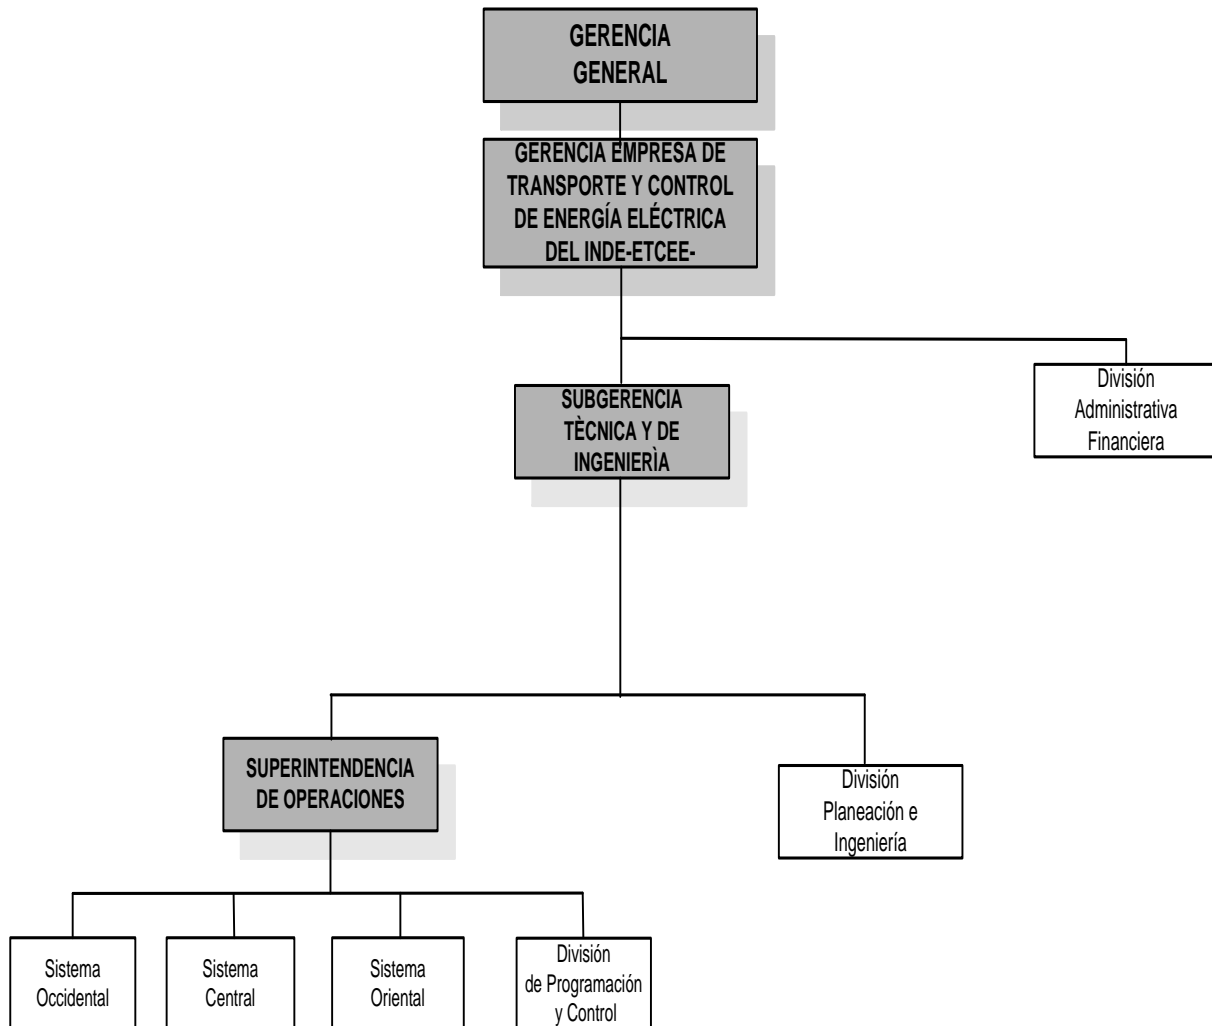 GERENCIA
GENERAL
GERENCIA EMPRESA DE
TRANSPORTE Y CONTROL
DE ENERGÍA ELÉCTRICA
DEL INDE-ETCEE-
División
Administrativa
Financiera
SUBGERENCIA
TÈCNICA Y DE
INGENIERÌA
SUPERINTENDENCIA
DE OPERACIONES
División
Planeación e
Ingeniería
Sistema
Occidental
Sistema
Central
Sistema
Oriental
División
de Programación
y Control